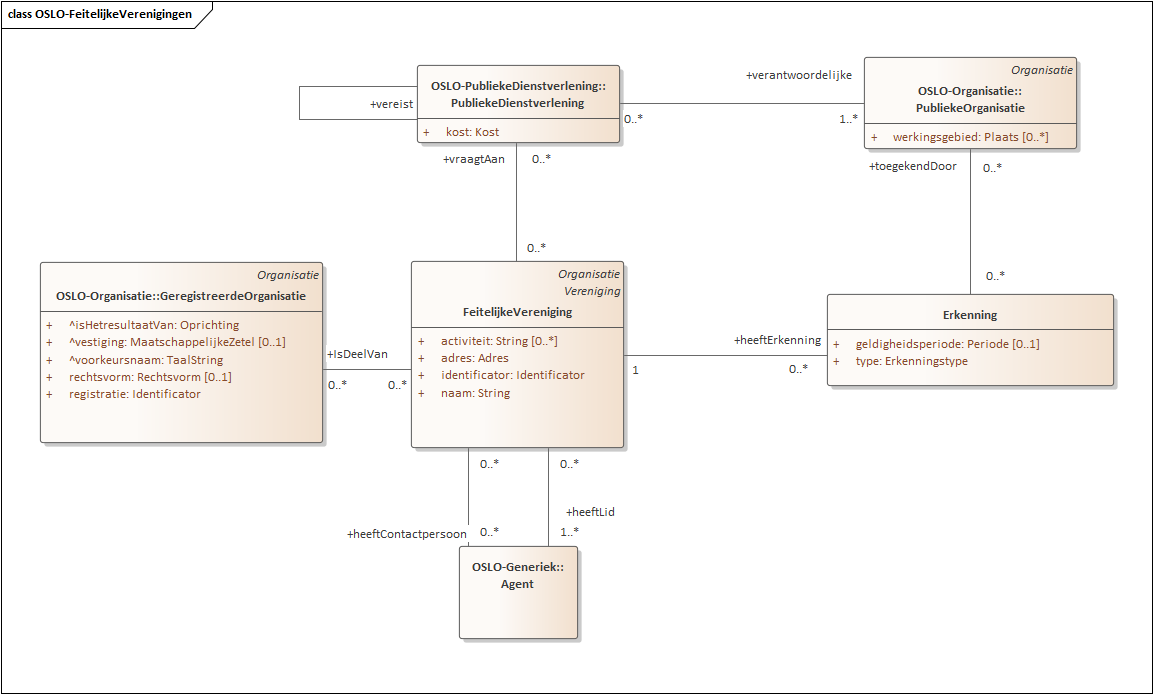 class OSLO-FeitelijkeVerenigingen
OSLO-PubliekeDienstverlening::
PubliekeDienstverlening
+ kost: Kost
+vereist
+verantwoordelijke
0..*
1..*
Organisatie
OSLO-Organisatie::
PubliekeOrganisatie
+ werkingsgebied: Plaats [0..*]
+vraagtAan
0..*
0..*
+toegekendDoor
0..*
0..*
Organisatie
OSLO-Organisatie::GeregistreerdeOrganisatie
+ ^isHetresultaatVan: Oprichting
+ ^vestiging: MaatschappelijkeZetel [0..1]
+ ^voorkeursnaam: TaalString
+ rechtsvorm: Rechtsvorm [0..1]
+ registratie: Identificator
+IsDeelVan
0..*
0..*
Organisatie
Vereniging
FeitelijkeVereniging
+ activiteit: String [0..*]
+ adres: Adres
+ identificator: Identificator
+ naam: String
+heeftErkenning
1
0..*
Erkenning
+ geldigheidsperiode: Periode [0..1]
+ type: Erkenningstype
0..*
0..*
+heeftLid
+heeftContactpersoon
0..*
1..*
OSLO-Generiek::
Agent